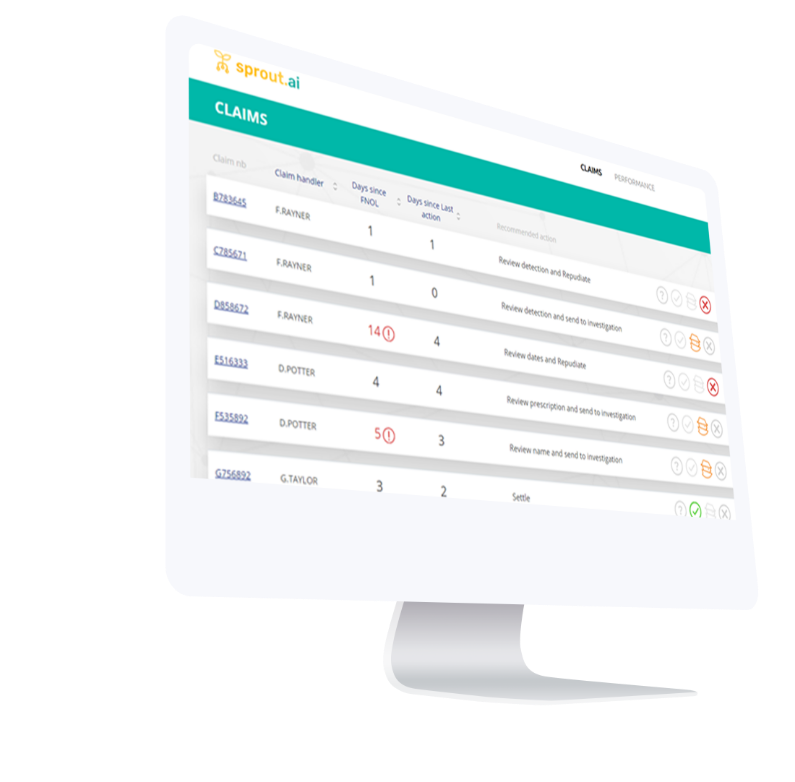 sprout.ai
CLAIMS
CLAIMS PERFORMANCE
Claim nb Claim handler Days since FNOL Days since Last action Recommended action
B783645 F.RAYNER 1 1 Review detection and Repudiate
C785671 F.RAYNER 1 0 Review detection and send to investigation
D858672 F.RAYNER 14 4 Review dates and Repudiate
E516333 D.POTTER 4 4 Review prescription and send to investigation
F535892 D.POTTER 5 3 Review name and send to investigation
G756892 G.TAYLOR 3 2 Settle